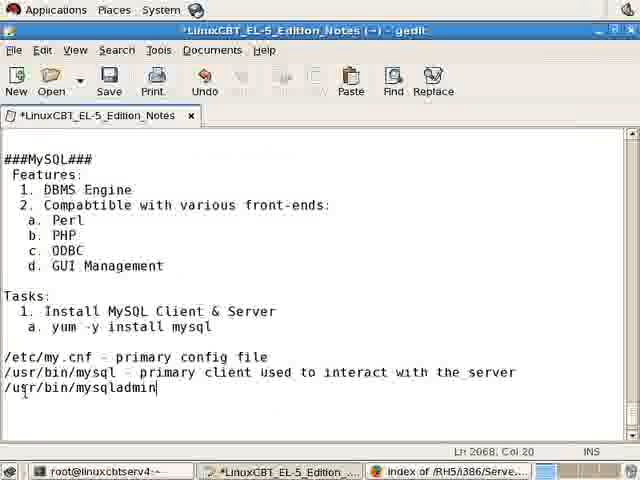 Applications Places System
*LinuxCBT_EL-5_Edition_Notes (~) - gedit
File Edit View Search Tools Documents Help
New Open Save Print. Undo Paste Find Replace
*LinuxCBT_EL-5_Edition_Notes ×
###MySQL###
Features:
1. DBMS Engine
2. Compabtible with various front-ends:
a. Perl
b. PHP
c. ODBC
d. GUI Management
Tasks:
1. Install MySQL Client & Server
a. yum -y install mysql
/etc/my.cnf - primary config file
/usr/bin/mysql - primary client used to interact with the server
/usr/bin/mysqladmin
Ln 2068, Col 20 INS
root@linuxcbtserv4:~ *LinuxCBT_EL-5_Edition_... Index of /RH5/i386/Serve...